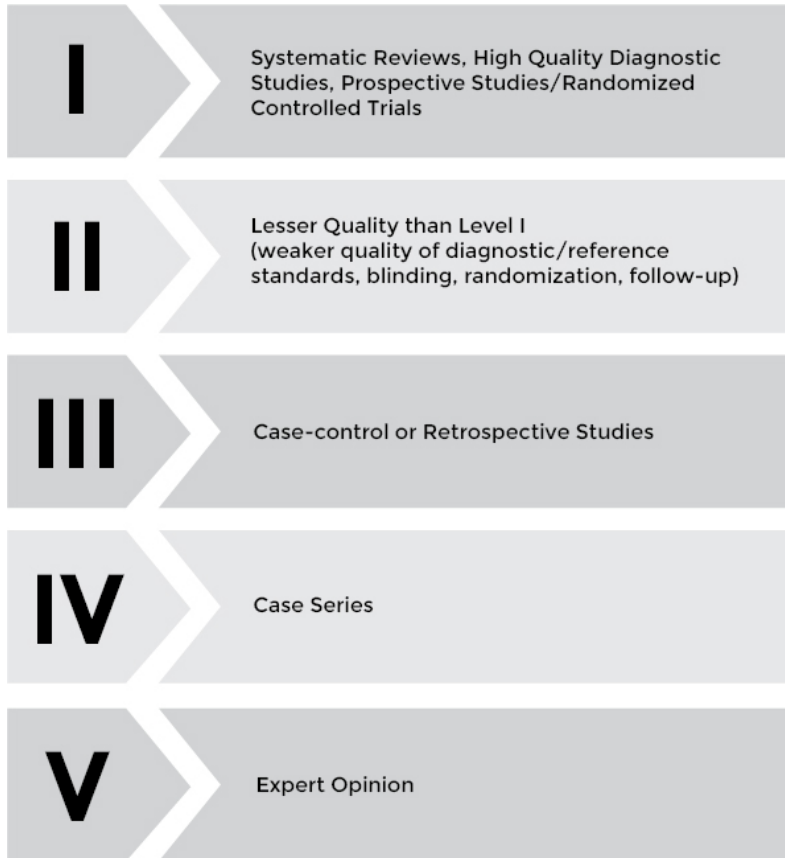 I
Systematic Reviews, High Quality Diagnostic
Studies, Prospective Studies/Randomized
Controlled Trials
II
Lesser Quality than Level I
(weaker quality of diagnostic/reference
standards, blinding, randomization, follow-up)
III
Case-control or Retrospective Studies
IV
Case Series
V
Expert Opinion